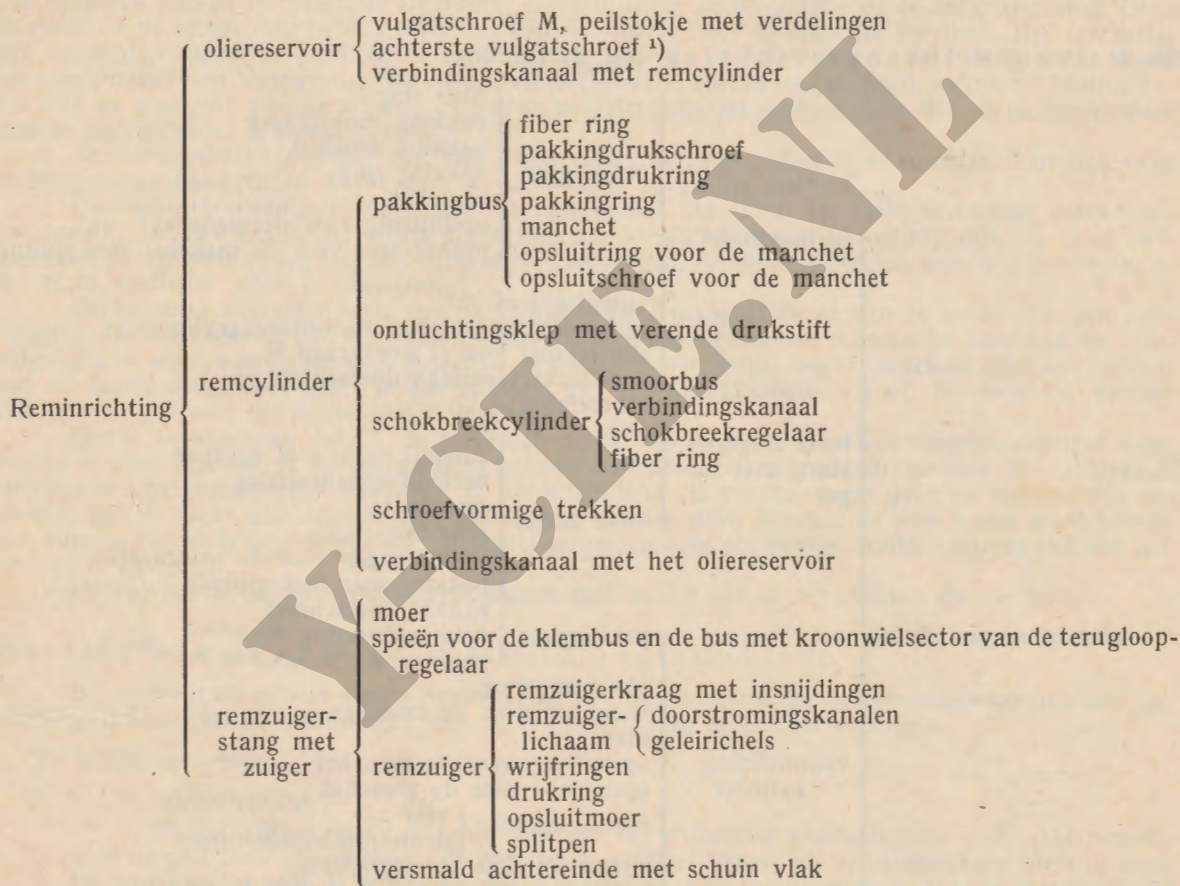 vulgatschroef M, peilstokje met verdelingen
oliereservoir achterste vulgatschroef ¹)
verbindingskanaal met remcylinder
fiber ring
pakkingdrukschroef
pakkingdrukring
pakkingbus pakkingring
manchet
opsluitring voor de manchet
opsluitschroef voor de manchet
ontluchtingsklep met verende drukstift
remcylinder
smoorbus
verbindingskanaal
Reminrichting
schokbreekcylinder
schokbreekregelaar
fiber ring
schroefvormige trekken
verbindingskanaal met het oliereservoir
moer
spieën voor de klembus en de bus met kroonwielsector van de terugloop-
regelaar
remzuigerkraag met insnijdingen
remzuiger- doorstromingskanalen
lichaam geleirichels
remzuiger-
stang met
zuiger
remzuiger wrijfringen
drukring
opsluitmoer
splitpen
versmald achtereinde met schuin vlak
Y-CIE.NL